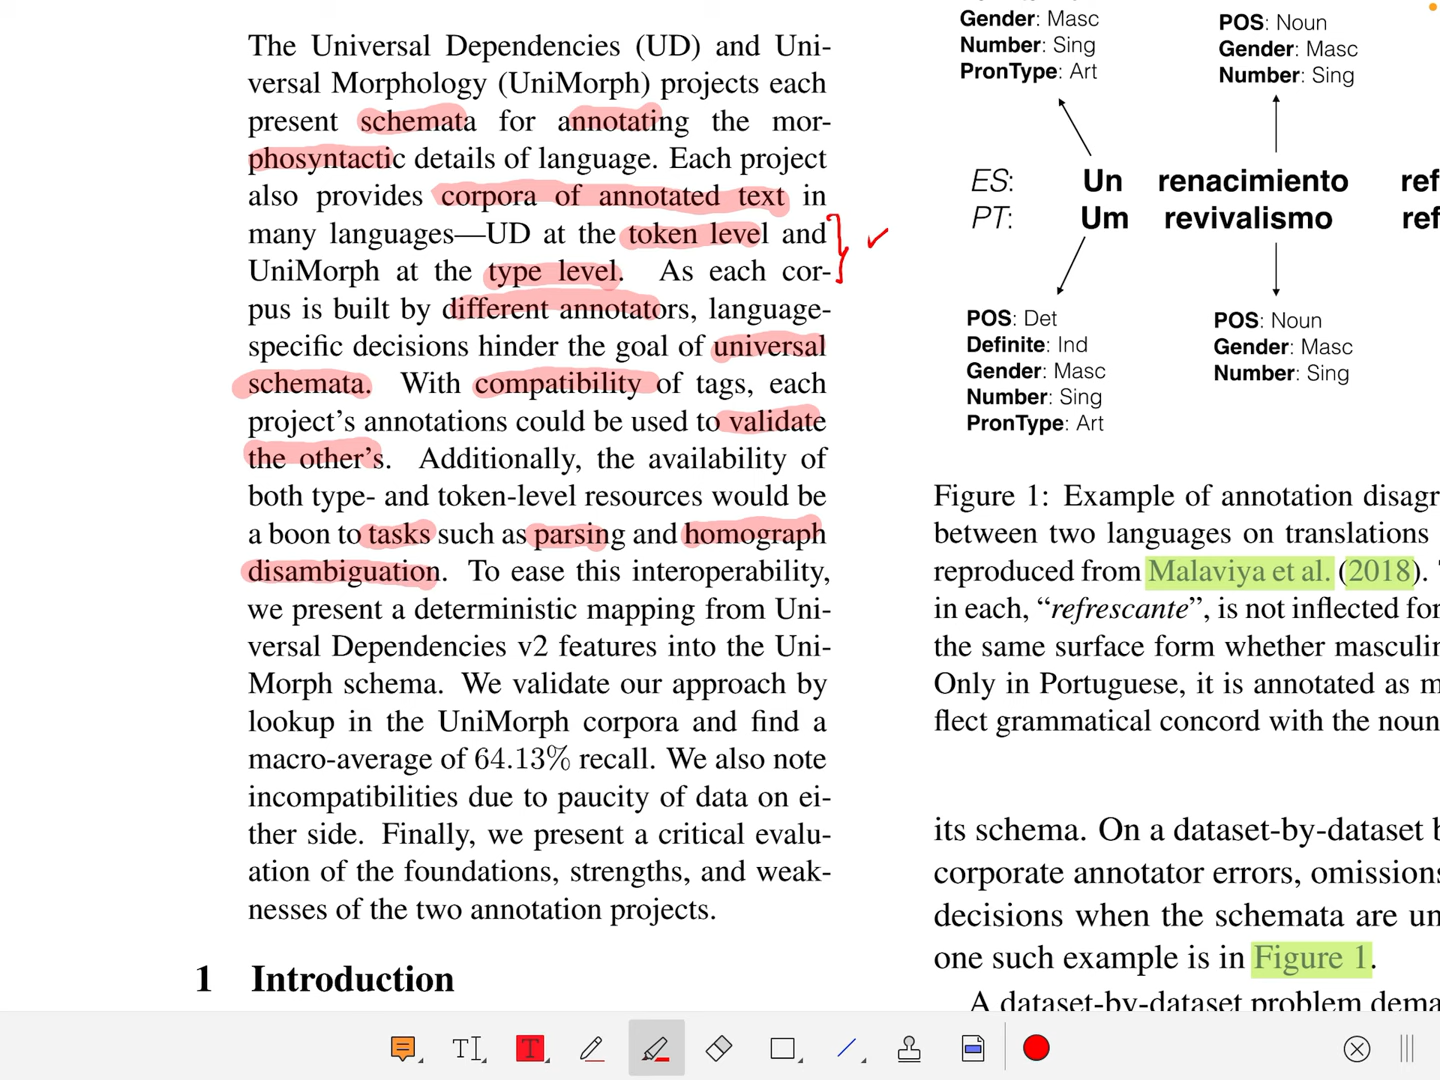 The Universal Dependencies (UD) and Uni-
versal Morphology (UniMorph) projects each
present schemata for annotating the mor-
phosyntactic details of language. Each project
also provides corpora of annotated text in
many languages—UD at the token level and
UniMorph at the type level. As each cor-
pus is built by different annotators, language-
specific decisions hinder the goal of universal
schemata. With compatibility of tags, each
project's annotations could be used to validate
the other's. Additionally, the availability of
both type- and token-level resources would be
a boon to tasks such as parsing and homograph
disambiguation. To ease this interoperability,
we present a deterministic mapping from Uni-
versal Dependencies v2 features into the Uni-
Morph schema. We validate our approach by
lookup in the UniMorph corpora and find a
macro-average of 64.13% recall. We also note
incompatibilities due to paucity of data on ei-
ther side. Finally, we present a critical evalu-
ation of the foundations, strengths, and weak-
nesses of the two annotation projects.
1 Introduction
Gender: Masc
Number: Sing
PronType: Art
POS: Noun
Gender: Masc
Number: Sing
ES: Un renacimiento ref
PT: Um revivalismo ref
POS: Det
Definite: Ind
Gender: Masc
Number: Sing
PronType: Art
POS: Noun
Gender: Masc
Number: Sing
Figure 1: Example of annotation disagr
between two languages on translations
reproduced from Malaviya et al. (2018).
in each, “refrescante”, is not inflected for
the same surface form whether masculin
Only in Portuguese, it is annotated as m
flect grammatical concord with the noun
its schema. On a dataset-by-dataset b
corporate annotator errors, omissions
decisions when the schemata are un
one such example is in Figure 1.
A dataset-by-dataset problem dema